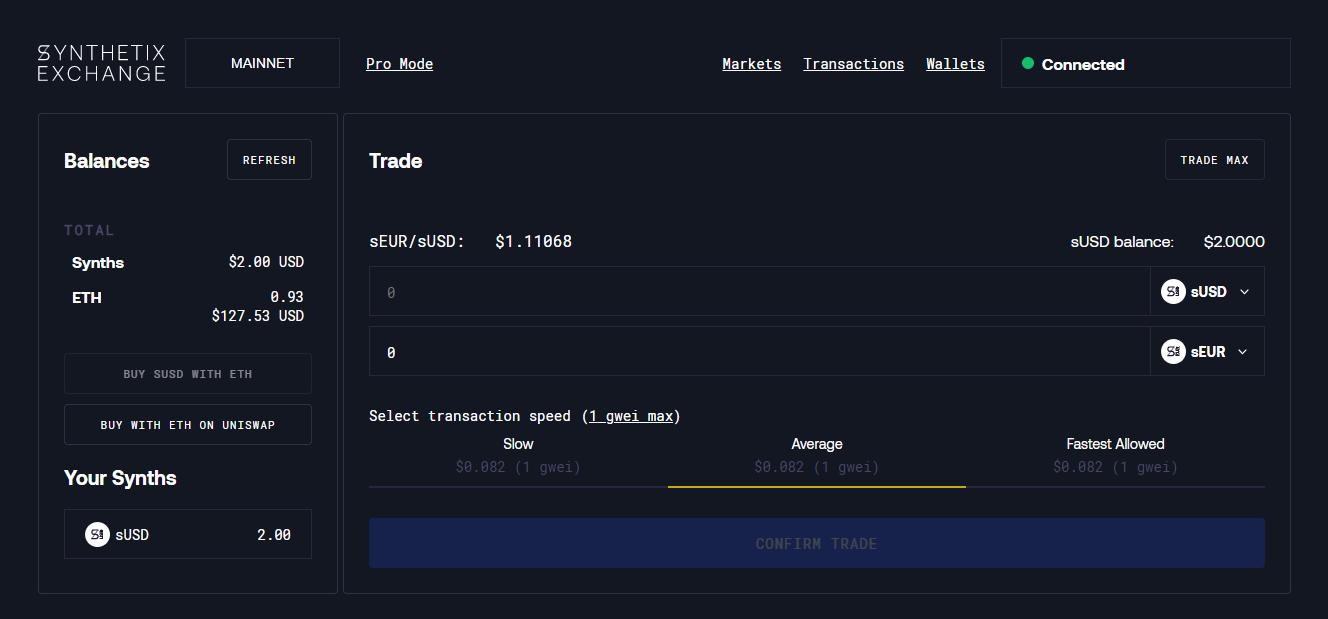 SYNTHETIX
EXCHANGE
MAINNET
Pro Mode
Markets
Transactions
Wallets
Connected
Balances
REFRESH
TOTAL
Synths $2.00 USD
ETH 0.93
$127.53 USD
BUY SUSD WITH ETH
BUY WITH ETH ON UNISWAP
Your Synths
sUSD 2.00
Trade
TRADE MAX
sEUR/sUSD: $1.11068
sUSD balance: $2.0000
0 sUSD
0 sEUR
Select transaction speed (1 gwei max)
Slow
$0.082 (1 gwei)
Average
$0.082 (1 gwei)
Fastest Allowed
$0.082 (1 gwei)
CONFIRM TRADE